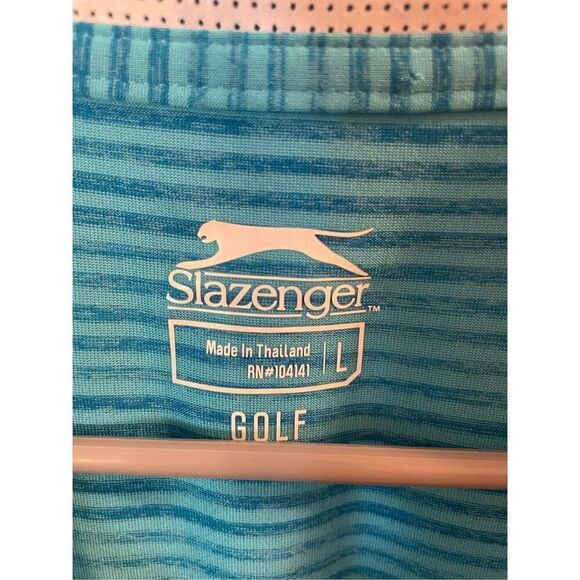 Slazenger™
Made In Thailand
RN#104141
L
GOLF